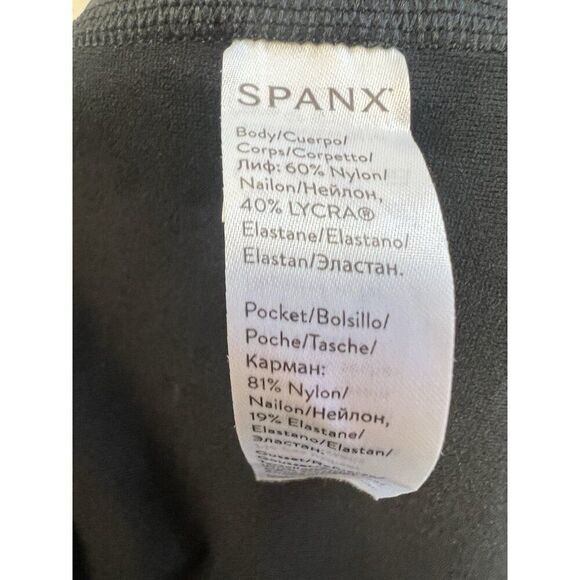 SPANX®
Body/Cuerpo/
Corps/Corpetto/
Лиф: 60% Nylon/
Nailon/Нейлон,
40% LYCRA®
Elastane/Elastano/
Elastan/Эластан.
Pocket/Bolsillo/
Poche/Tasche/
Карман:
81% Nylon/
Nailon/Нейлон,
19% Elastane/
Elastano/Elastan/
Эластан.